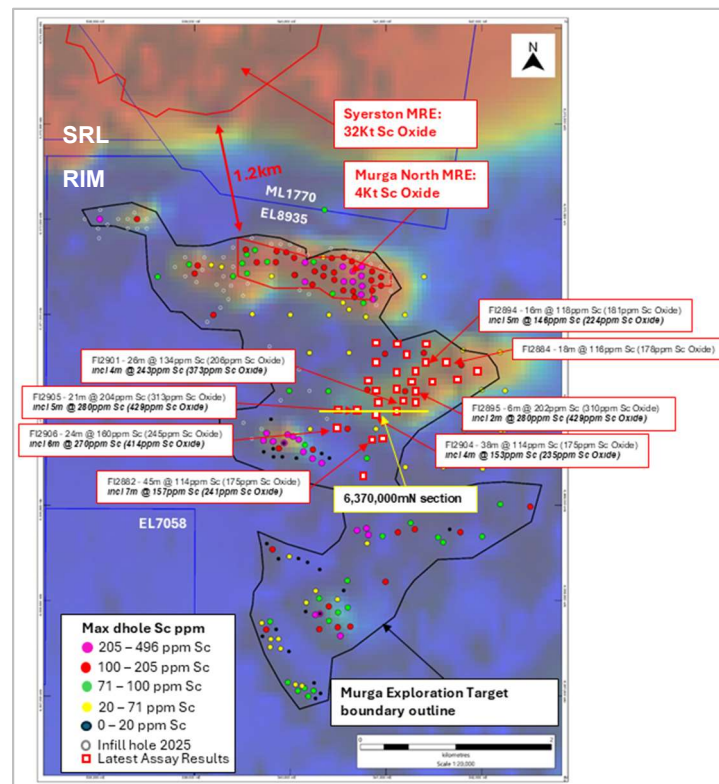 N
Syerston MRE:
32Kt Sc Oxide
SRL
RIM
1.2km
ML1770
EL8935
Murga North MRE:
4Kt Sc Oxide
FI2894 - 16m @ 118ppm Sc (181ppm Sc Oxide)
incl 5m @ 146ppm Sc (224ppm Sc Oxide)
FI2884 - 18m @ 116ppm Sc (178ppm Sc Oxide)
FI2901 - 26m @ 134ppm Sc (206ppm Sc Oxide)
incl 4m @ 243ppm Sc (373ppm Sc Oxide)
FI2905 - 21m @ 204ppm Sc (313ppm Sc Oxide)
incl 5m @ 280ppm Sc (429ppm Sc Oxide)
FI2895 - 6m @ 202ppm Sc (310ppm Sc Oxide)
incl 2m @ 280ppm Sc (429ppm Sc Oxide)
FI2906 - 24m @ 160ppm Sc (245ppm Sc Oxide)
incl 6m @ 270ppm Sc (414ppm Sc Oxide)
FI2904 - 38m @ 114ppm Sc (175ppm Sc Oxide)
incl 4m @ 153ppm Sc (235ppm Sc Oxide)
FI2882 - 45m @ 114ppm Sc (175ppm Sc Oxide)
incl 7m @ 157ppm Sc (241ppm Sc Oxide)
6,370,000mN section
EL7058
Max dhole Sc ppm
205 – 496 ppm Sc
100 – 205 ppm Sc
71 – 100 ppm Sc
20 – 71 ppm Sc
0 – 20 ppm Sc
Infill hole 2025
Latest Assay Results
Murga Exploration Target
boundary outline
0 1 2
kilometres
Scale 1:20,000